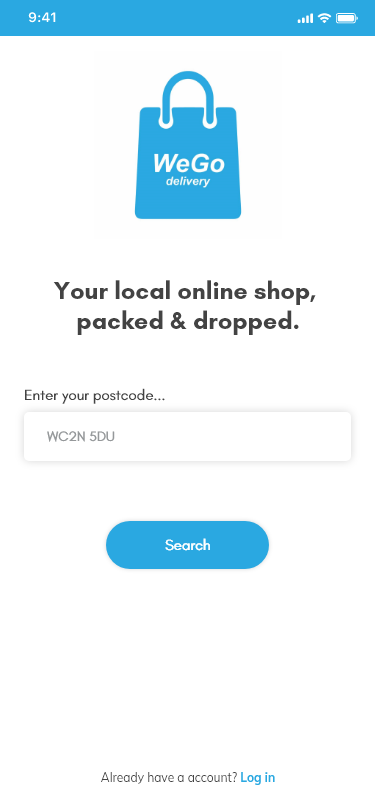 9:41
WeGo
delivery
Your local online shop,
packed & dropped.
Enter your postcode...
WC2N 5DU
Search
Already have a account? Log in